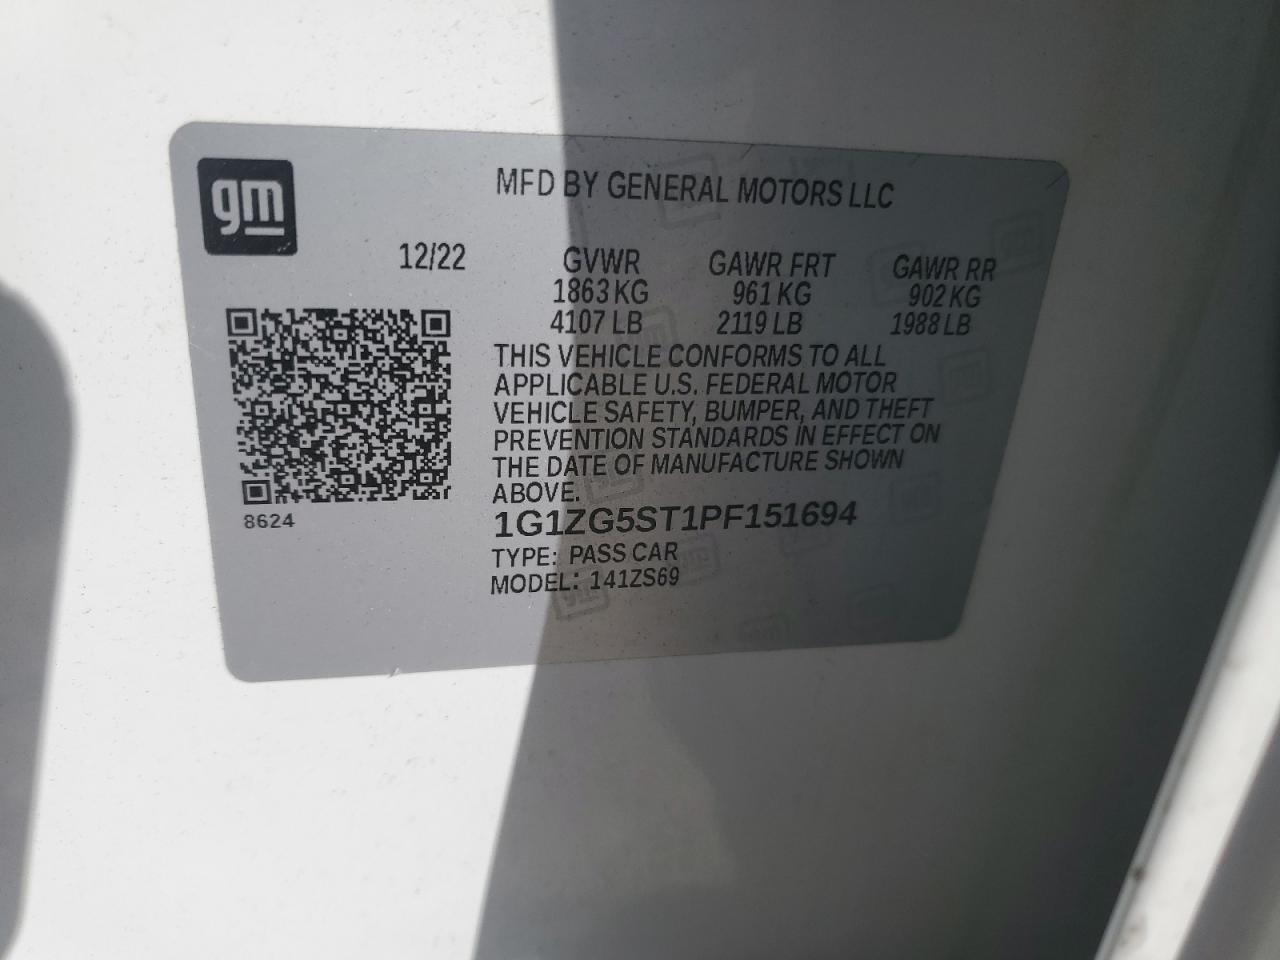 gm
MFD BY GENERAL MOTORS LLC
12/22 GVWR GAWR FRT GAWR RR
1863 KG 961 KG 902 KG
4107 LB 2119 LB 1988 LB
THIS VEHICLE CONFORMS TO ALL
APPLICABLE U.S. FEDERAL MOTOR
VEHICLE SAFETY, BUMPER, AND THEFT
PREVENTION STANDARDS IN EFFECT ON
THE DATE OF MANUFACTURE SHOWN
ABOVE.
8624
1G1ZG5ST1PF151694
TYPE: PASS CAR
MODEL: 141ZS69